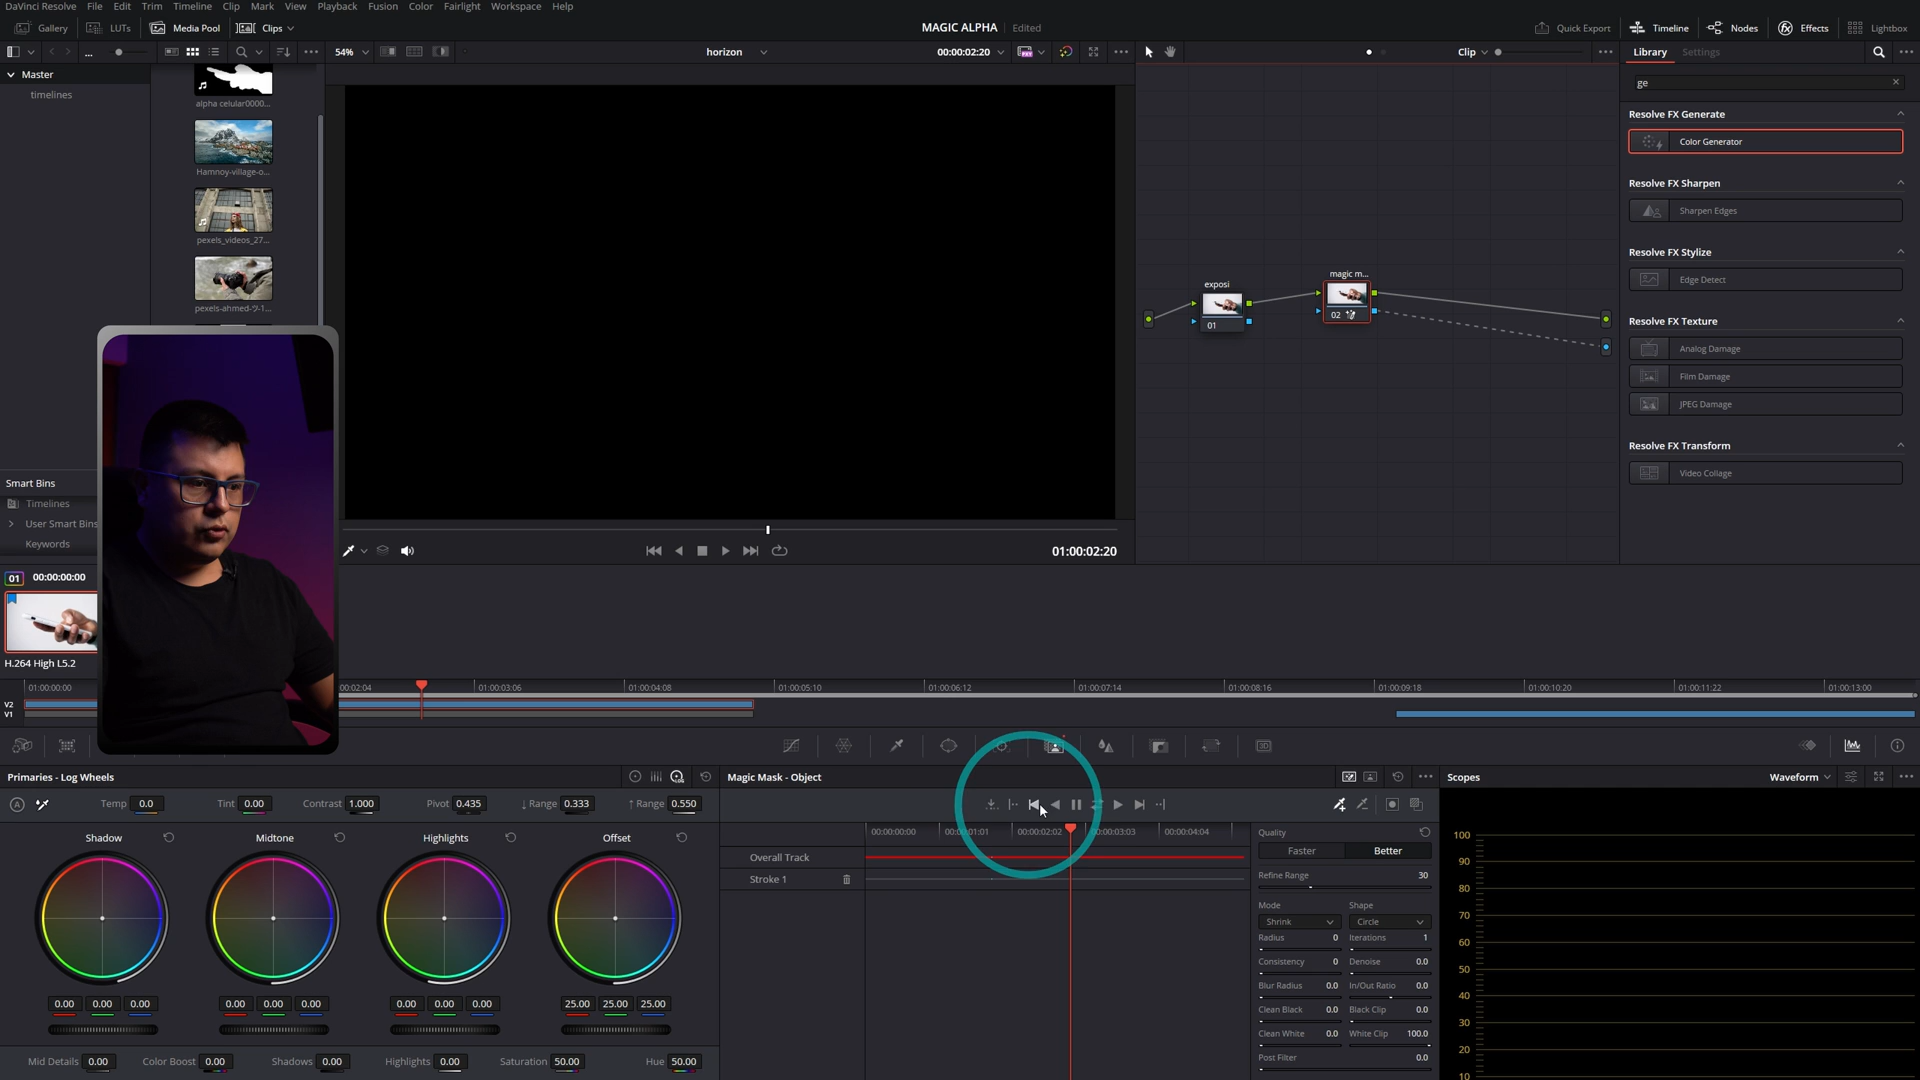 DaVinci Resolve File Edit Trim Timeline Clip Mark View Playback Fusion Color Fairlight Workspace Help
Gallery LUTs Media Pool Clips MAGIC ALPHA Edited Quick Export Timeline Nodes Effects Lightbox
... 54% horizon 00:00:02:20 Clip Library Settings
Master
timelines
alpha celular0000...
Hamnoy-village-o...
pexels_videos_27...
pexels-ahmed-ツ-1...
ge
Resolve FX Generate
Color Generator
Resolve FX Sharpen
Sharpen Edges
Resolve FX Stylize
Edge Detect
Resolve FX Texture
Analog Damage
Film Damage
JPEG Damage
Resolve FX Transform
Video Collage
exposi
01
magic m...
02
Smart Bins
Timelines
User Smart Bins
Keywords
01:00:02:20
01 00:00:00:00
H.264 High L5.2
01:00:00:00 00:02:04 01:00:03:06 01:00:04:08 01:00:05:10 01:00:06:12 01:00:07:14 01:00:08:16 01:00:09:18 01:00:10:20 01:00:11:22 01:00:13:00
V2
V1
3D
Primaries - Log Wheels
Temp 0.0 Tint 0.00 Contrast 1.000 Pivot 0.435 ↓ Range 0.333 ↑ Range 0.550
Shadow Midtone Highlights Offset
0.00 0.00 0.00 0.00 0.00 0.00 0.00 0.00 0.00 25.00 25.00 25.00
Mid Details 0.00 Color Boost 0.00 Shadows 0.00 Highlights 0.00 Saturation 50.00 Hue 50.00
Magic Mask - Object
00:00:00:00 00:00:01:01 00:00:02:02 00:00:03:03 00:00:04:04
Overall Track
Stroke 1
Quality
Faster Better
Refine Range 30
Mode Shape
Shrink Circle
Radius 0 Iterations 1
Consistency 0 Denoise 0.0
Blur Radius 0.0 In/Out Ratio 0.0
Clean Black 0.0 Black Clip 0.0
Clean White 0.0 White Clip 100.0
Post Filter 0.0
Scopes Waveform
100
90
80
70
60
50
40
30
20
10